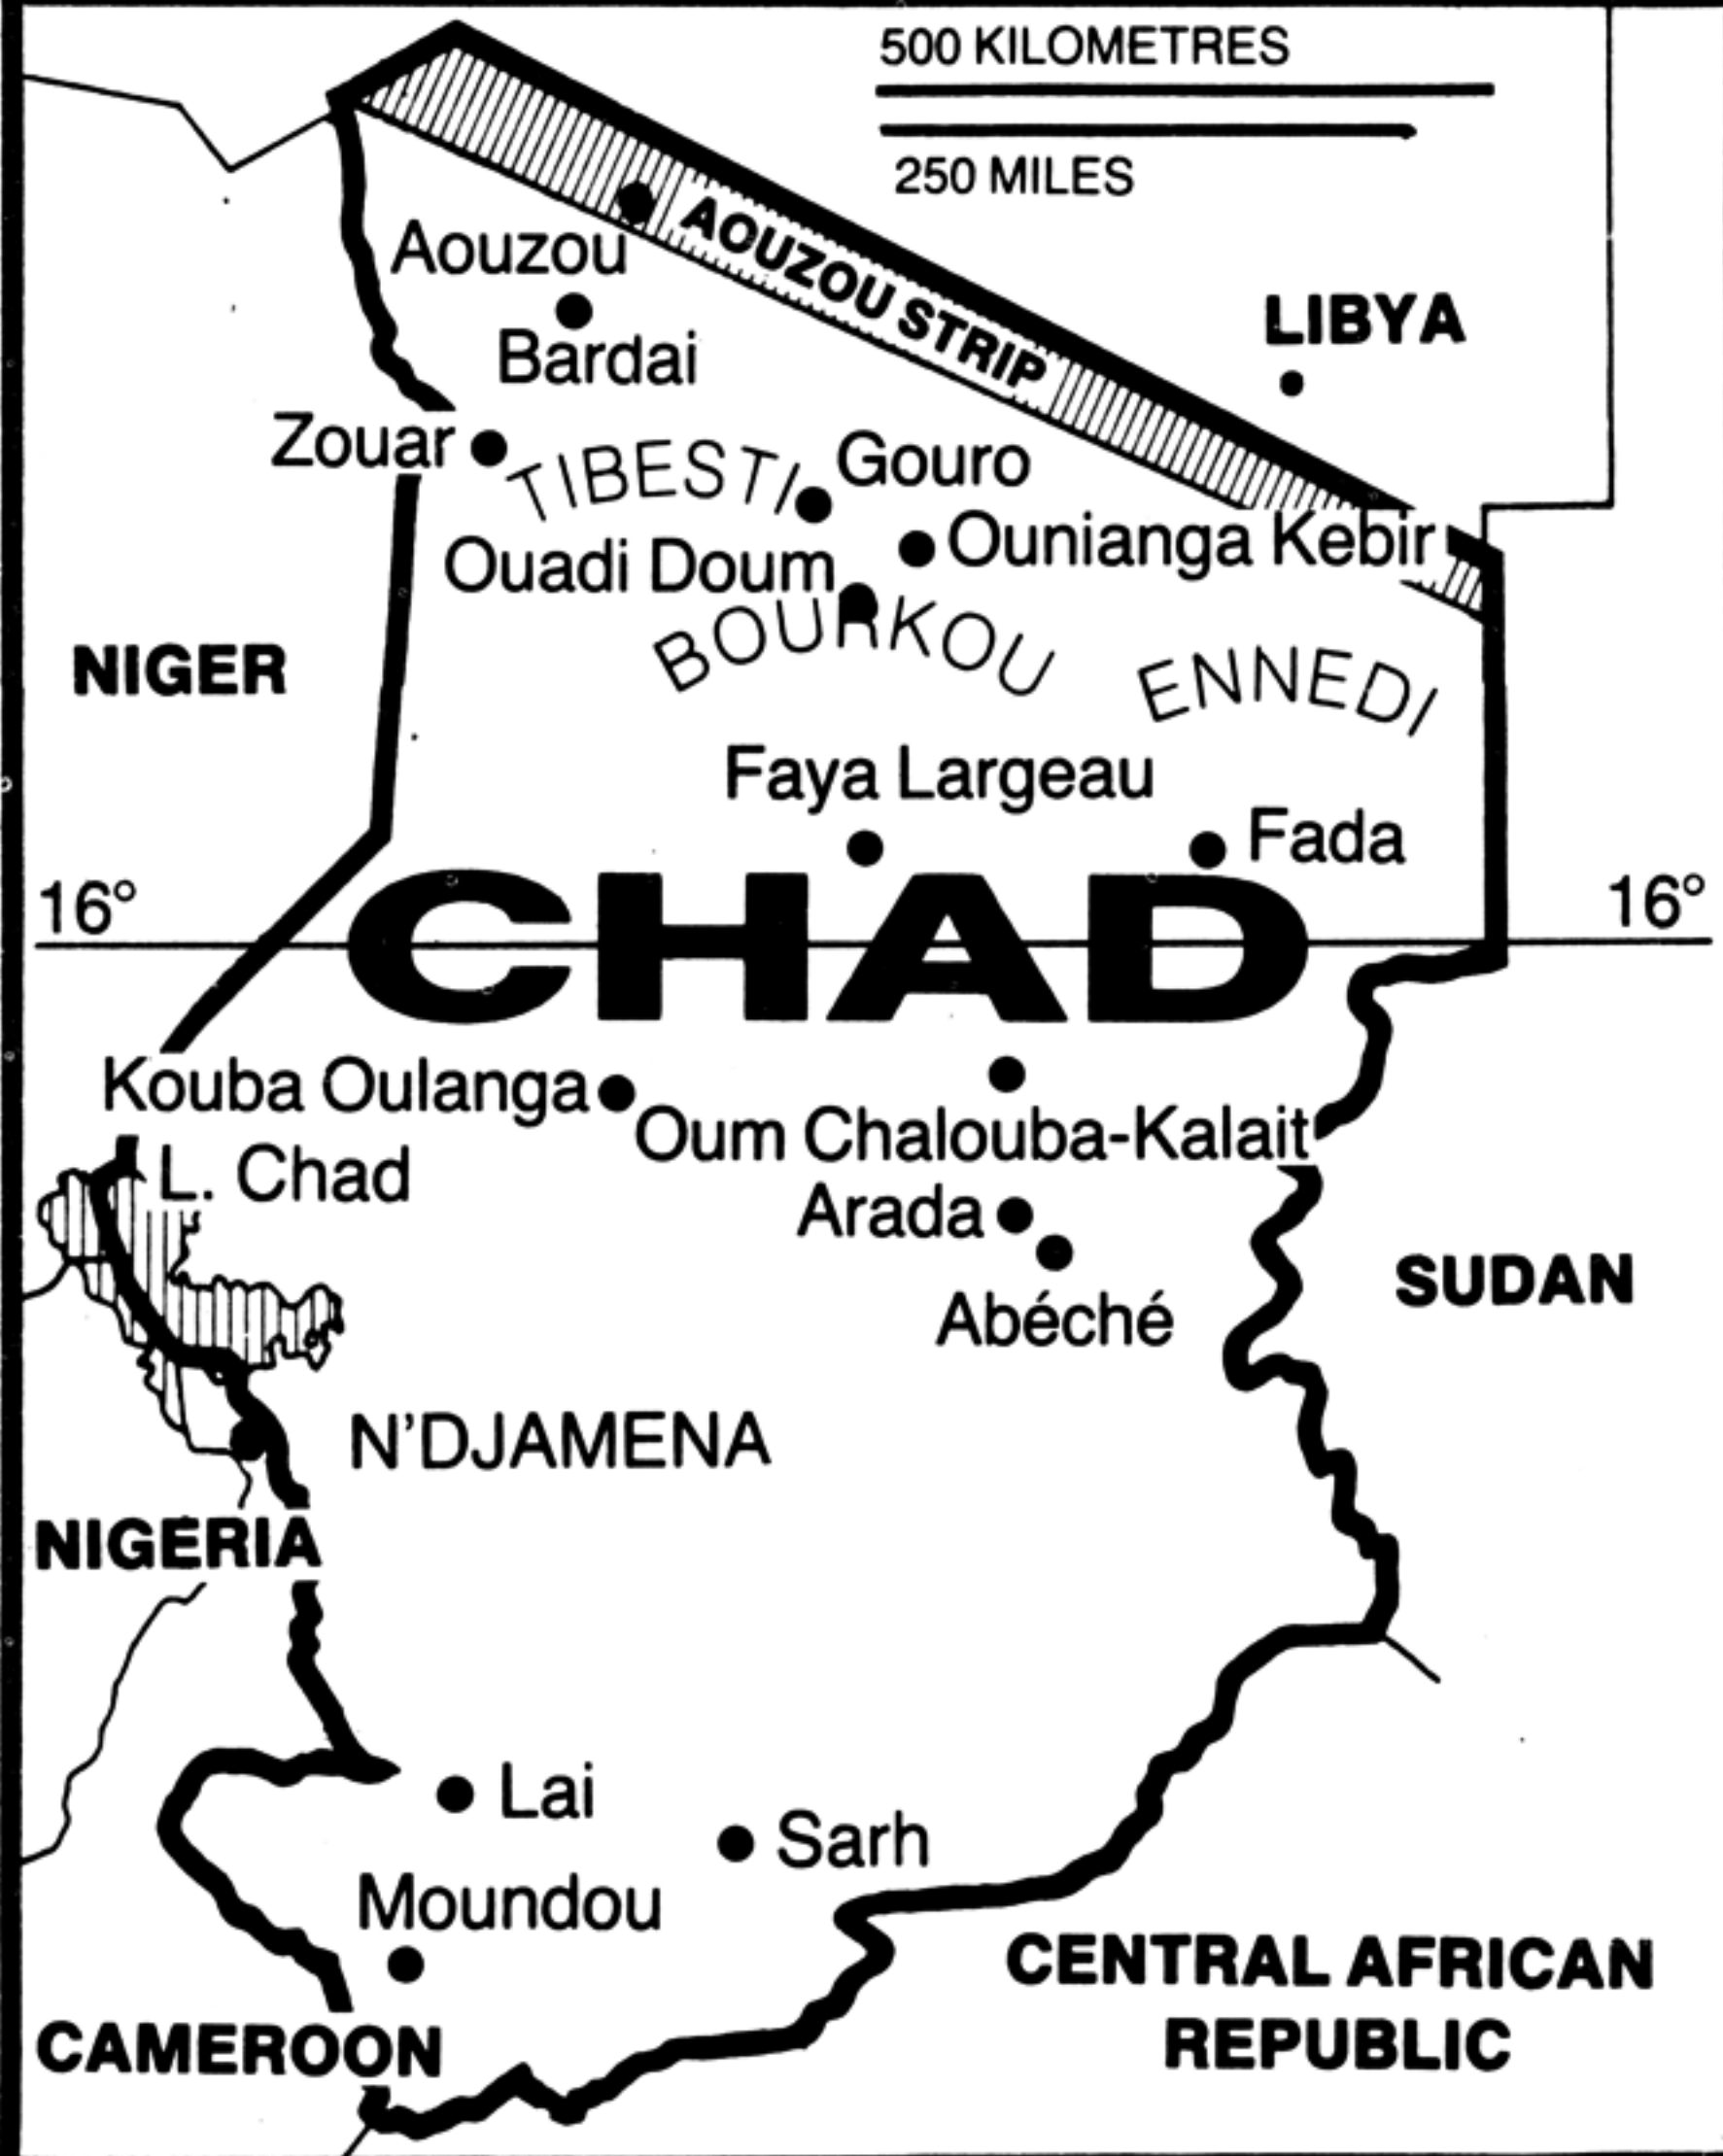 500 KILOMETRES
250 MILES
AOUZOU STRIP
Aouzou
Bardai
LIBYA
Zouar
TIBESTI
Gouro
Ounianga Kebir
Ouadi Doum
BOURKOU
ENNEDI
NIGER
Faya Largeau
Fada
16°
16°
CHAD
Kouba Oulanga
Oum Chalouba-Kalait
L. Chad
Arada
Abéché
SUDAN
N'DJAMENA
NIGERIA
Lai
Sarh
Moundou
CENTRAL AFRICAN
REPUBLIC
CAMEROON